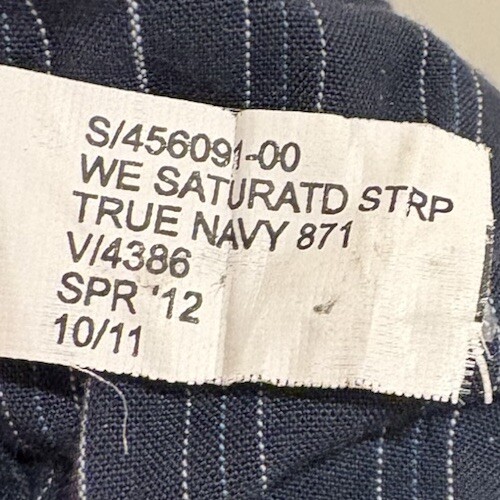 S/456091-00
WE SATURATD STRP
TRUE NAVY 871
V/4386
SPR '12
10/11